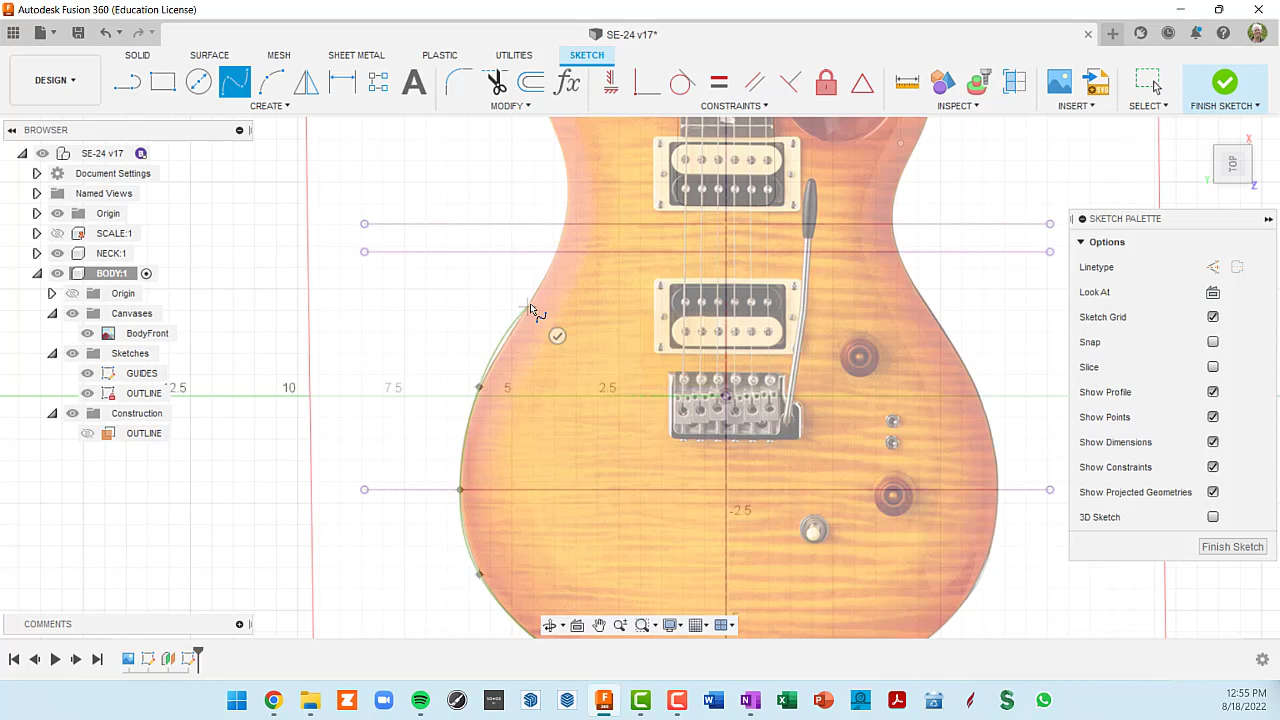 Autodesk Fusion 360 (Education License)
SE-24 v17*
SOLID SURFACE MESH SHEET METAL PLASTIC UTILITIES SKETCH
DESIGN
fx
A
SVG
CREATE MODIFY CONSTRAINTS INSPECT INSERT SELECT FINISH SKETCH
BROWSER
SE-24 v17
Document Settings
Named Views
Origin
SCALE:1
NECK:1
BODY:1
Origin
Canvases
BodyFront
Sketches
GUIDES
OUTLINE
Construction
OUTLINE
12.5 10 7.5 5 2.5
-2.5
X
TOP
Y
Z
SKETCH PALETTE
Options
Linetype
Look At
Sketch Grid
Snap
Slice
Show Profile
Show Points
Show Dimensions
Show Constraints
Show Projected Geometries
3D Sketch
Finish Sketch
COMMENTS
12:55 PM
8/18/2022